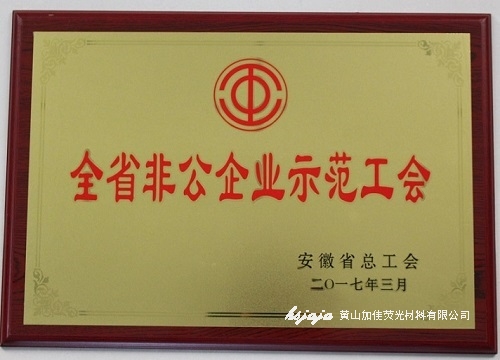 全省非公企业示范工会
安徽省总工会
二〇一七年三月
hsjaja 黄山加佳荧光材料有限公司